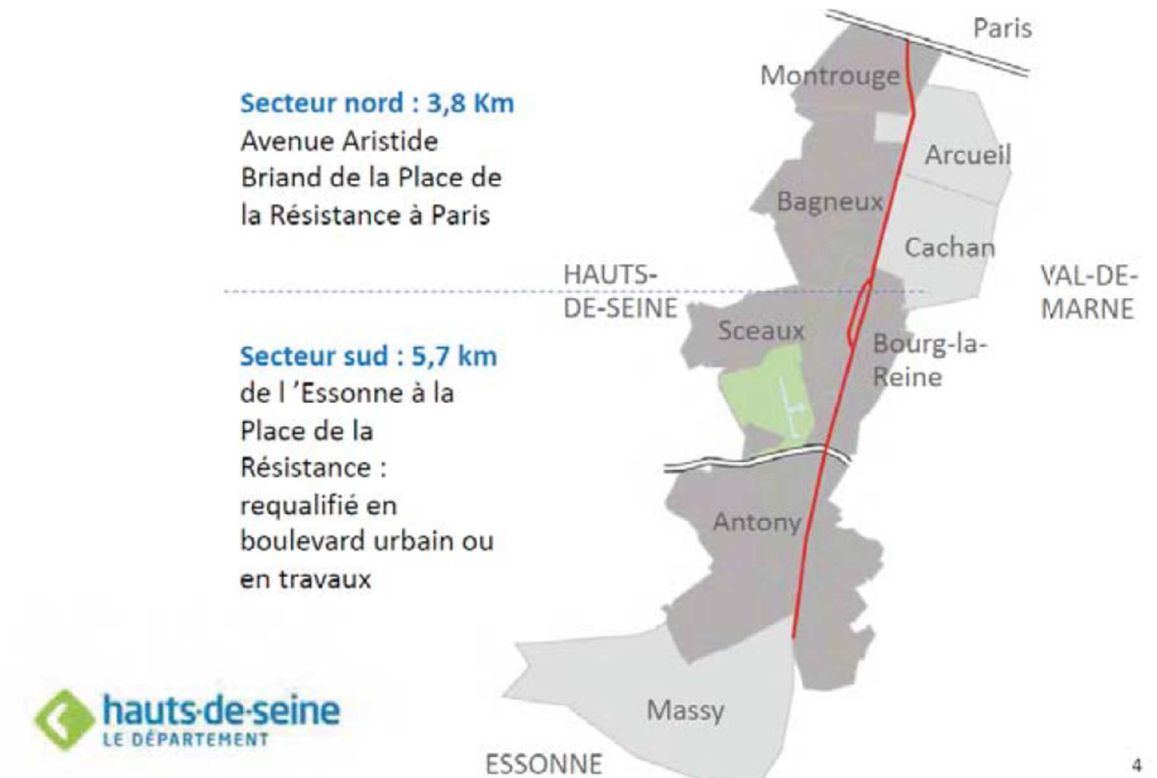 Paris
Montrouge
Secteur nord : 3,8 Km
Avenue Aristide
Briand de la Place de
la Résistance à Paris
Arcueil
Bagneux
Cachan
HAUTS-
DE-SEINE
VAL-DE-
MARNE
Sceaux
Bourg-la-
Reine
Secteur sud : 5,7 km
de l ’Essonne à la
Place de la
Résistance :
requalifié en
boulevard urbain ou
en travaux
Antony
Massy
hauts-de-seine
LE DÉPARTEMENT
ESSONNE
4